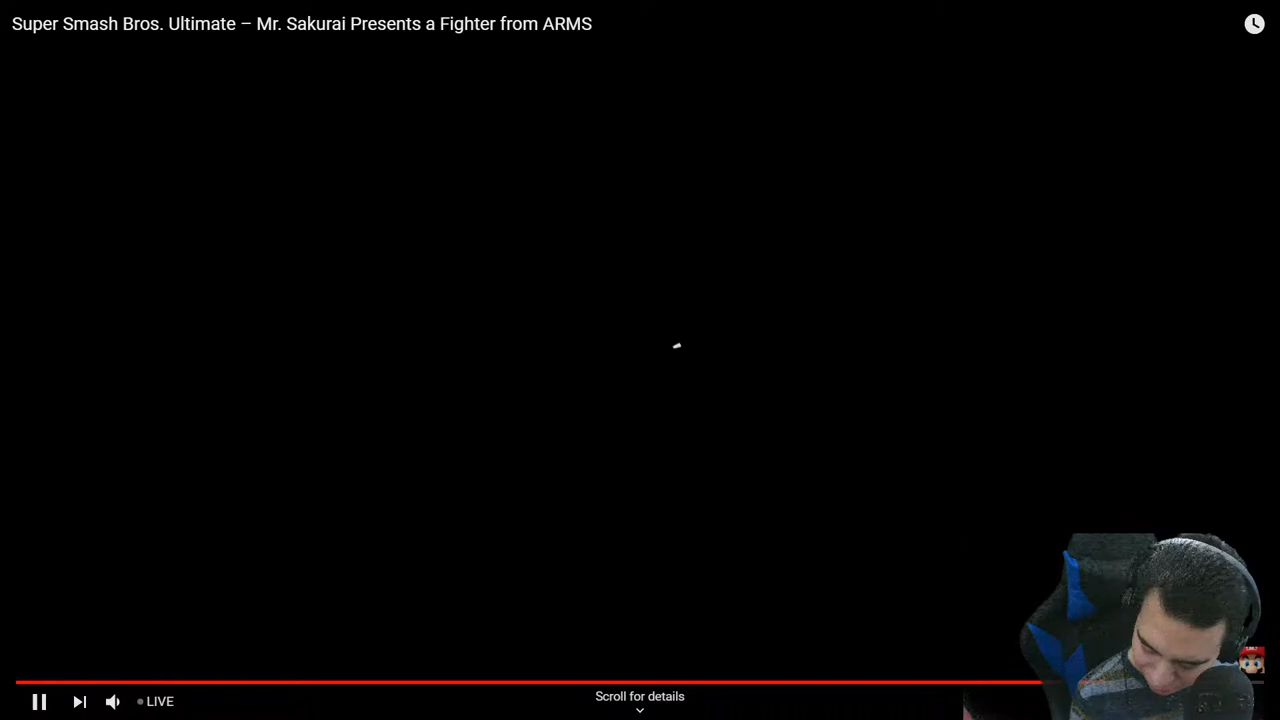 Super Smash Bros. Ultimate – Mr. Sakurai Presents a Fighter from ARMS
LIVE
Scroll for details